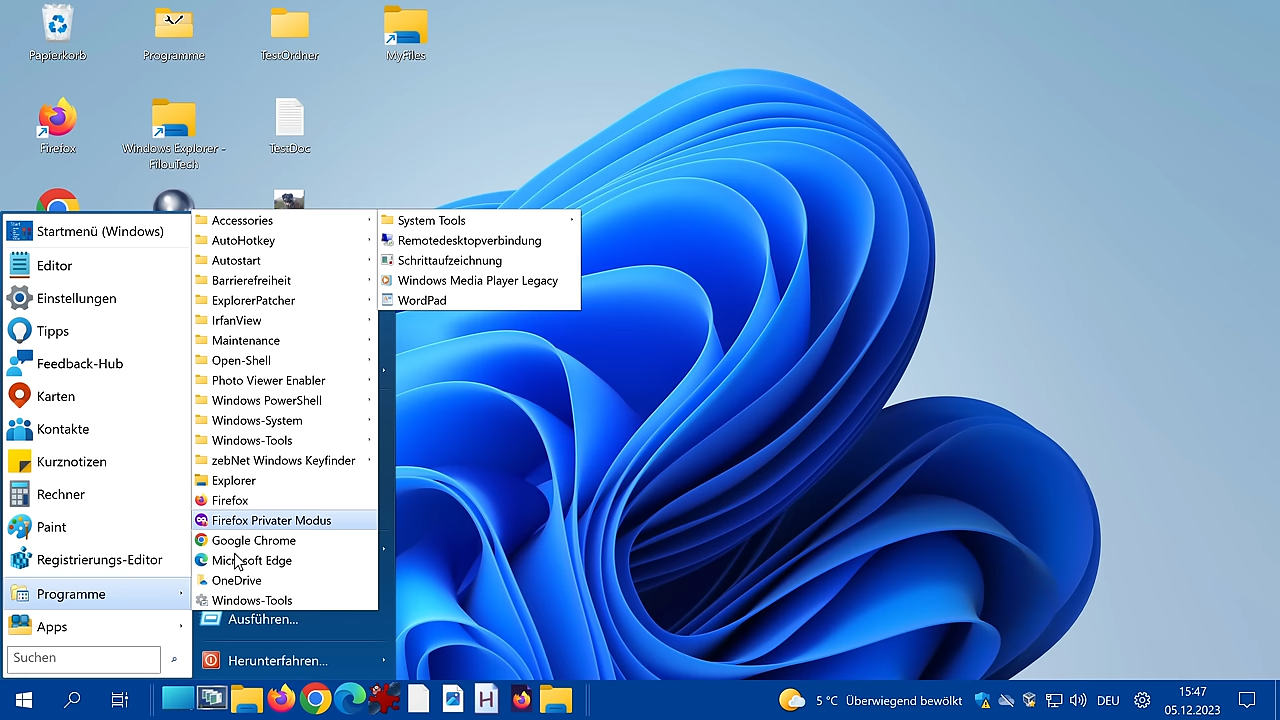 Papierkorb
Programme
TestOrdner
MyFiles
Firefox
Windows Explorer -
FilouTech
TestDoc
Startmenü (Windows)
Editor
Einstellungen
Tipps
Feedback-Hub
Karten
Kontakte
Kurznotizen
Rechner
Paint
Registrierungs-Editor
Programme
Apps
Suchen
Accessories
AutoHotkey
Autostart
Barrierefreiheit
ExplorerPatcher
IrfanView
Maintenance
Open-Shell
Photo Viewer Enabler
Windows PowerShell
Windows-System
Windows-Tools
zebNet Windows Keyfinder
Explorer
Firefox
Firefox Privater Modus
Google Chrome
Microsoft Edge
OneDrive
Windows-Tools
Ausführen...
Herunterfahren...
System Tools
Remotedesktopverbindung
Schrittaufzeichnung
Windows Media Player Legacy
WordPad
5 °C Überwiegend bewölkt
DEU
15:47
05.12.2023